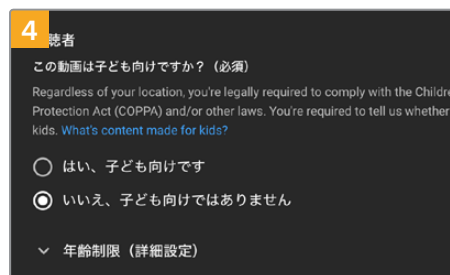 4
聴者
この動画は子ども向けですか？（必須）
Regardless of your location, you're legally required to comply with the Childre
Protection Act (COPPA) and/or other laws. You're required to tell us whether
kids. What's content made for kids?
はい、子ども向けです
いいえ、子ども向けではありません
年齢制限（詳細設定）